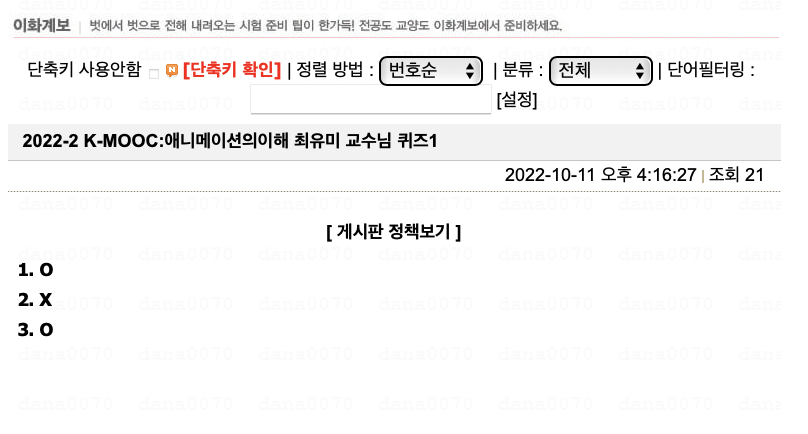 이화계보 | 벗에서 벗으로 전해 내려오는 시험 준비 팁이 한가득! 전공도 교양도 이화계보에서 준비하세요.
단축키 사용안함 N [단축키 확인] | 정렬 방법 : 번호순 | 분류 : 전체 | 단어필터링 :
[설정]
2022-2 K-MOOC:애니메이션의이해 최유미 교수님 퀴즈1
2022-10-11 오후 4:16:27 | 조회 21
[ 게시판 정책보기 ]
1. O
2. X
3. O
dana0070